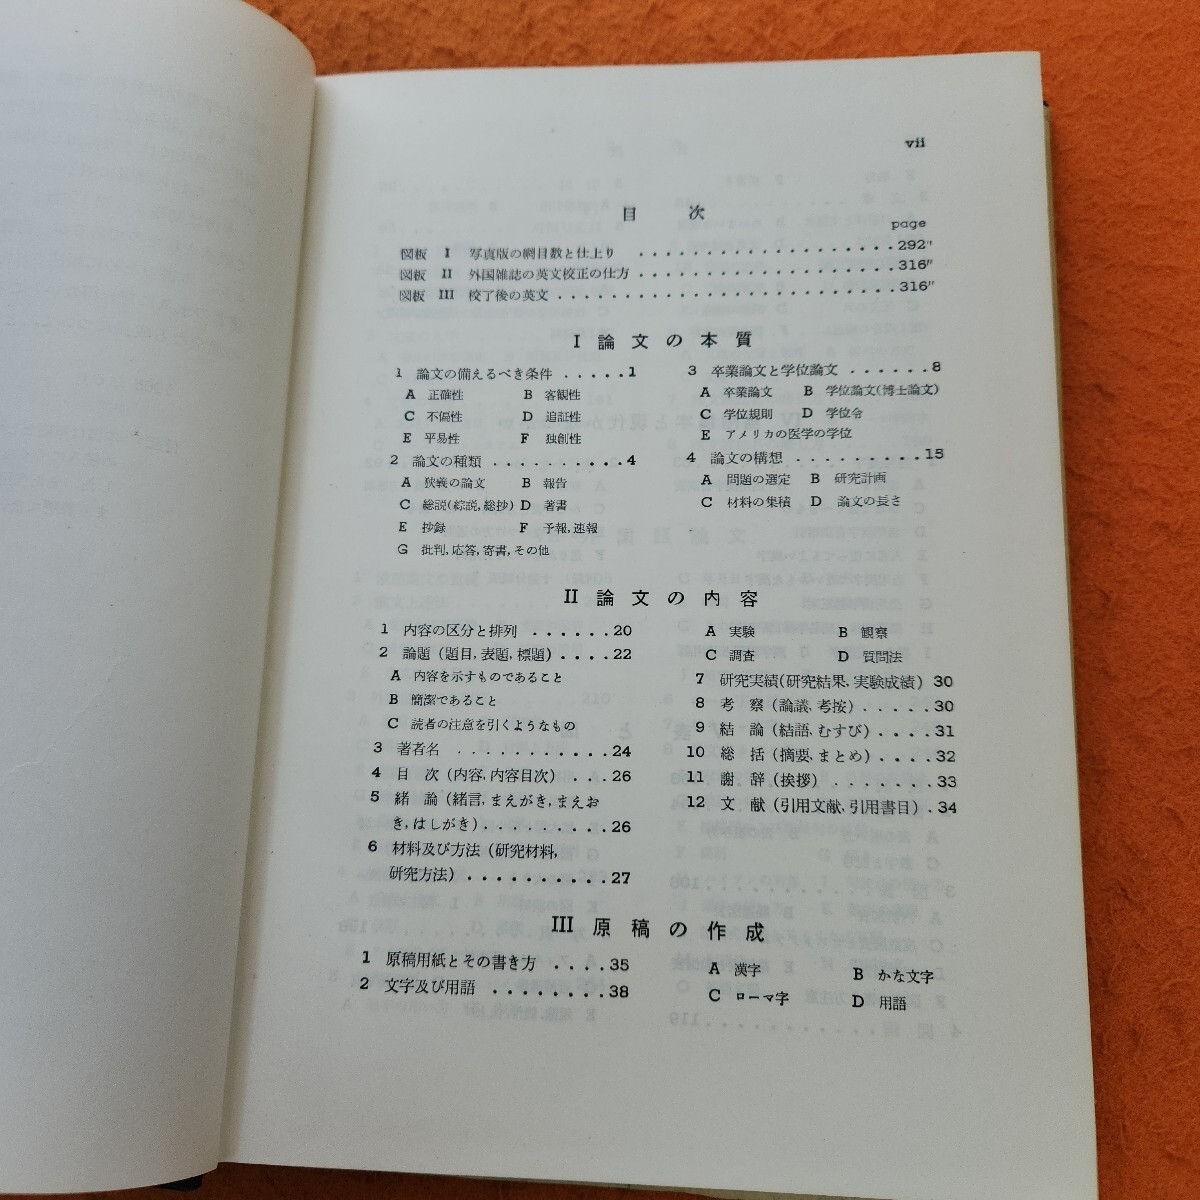 vii
目次
page
図板 I 写真版の網目数と仕上り ....................292''
図板 II 外国雑誌の英文校正の仕方 ....................316''
図板 III 校了後の英文 ........................316''
I 論文の本質
1 論文の備えるべき条件 .....1
A 正確性 B 客観性
C 不偏性 D 追証性
E 平易性 F 独創性
2 論文の種類 ..........4
A 狭義の論文 B 報告
C 総説(綜説,総抄) D 著書
E 抄録 F 予報,速報
G 批判,応答,寄書,その他
3 卒業論文と学位論文 ......8
A 卒業論文 B 学位論文(博士論文)
C 学位規則 D 学位令
E アメリカの医学の学位
4 論文の構想 .........15
A 問題の選定 B 研究計画
C 材料の集積 D 論文の長さ
II 論文の内容
1 内容の区分と排列 ......20
2 論題 (題目,表題,標題) ....22
A 内容を示すものであること
B 簡潔であること
C 読者の注意を引くようなもの
3 著者名 ...........24
4 目次 (内容,内容目次) ...26
5 緒論 (緒言,まえがき,まえお
き,はしがき).........26
6 材料及び方法 (研究材料,
研究方法) ..........27
A 実験 B 観察
C 調査 D 質問法
7 研究実績(研究結果,実験成績) 30
8 考察 (論議,考按) .....30
9 結論 (結語,むすび) ....31
10 総括 (摘要,まとめ) ....32
11 謝辞 (挨拶) .......33
12 文献 (引用文献,引用書目) .34
III 原稿の作成
1 原稿用紙とその書き方 ....35
2 文字及び用語 ........38
A 漢字 B かな文字
C ローマ字 D 用語